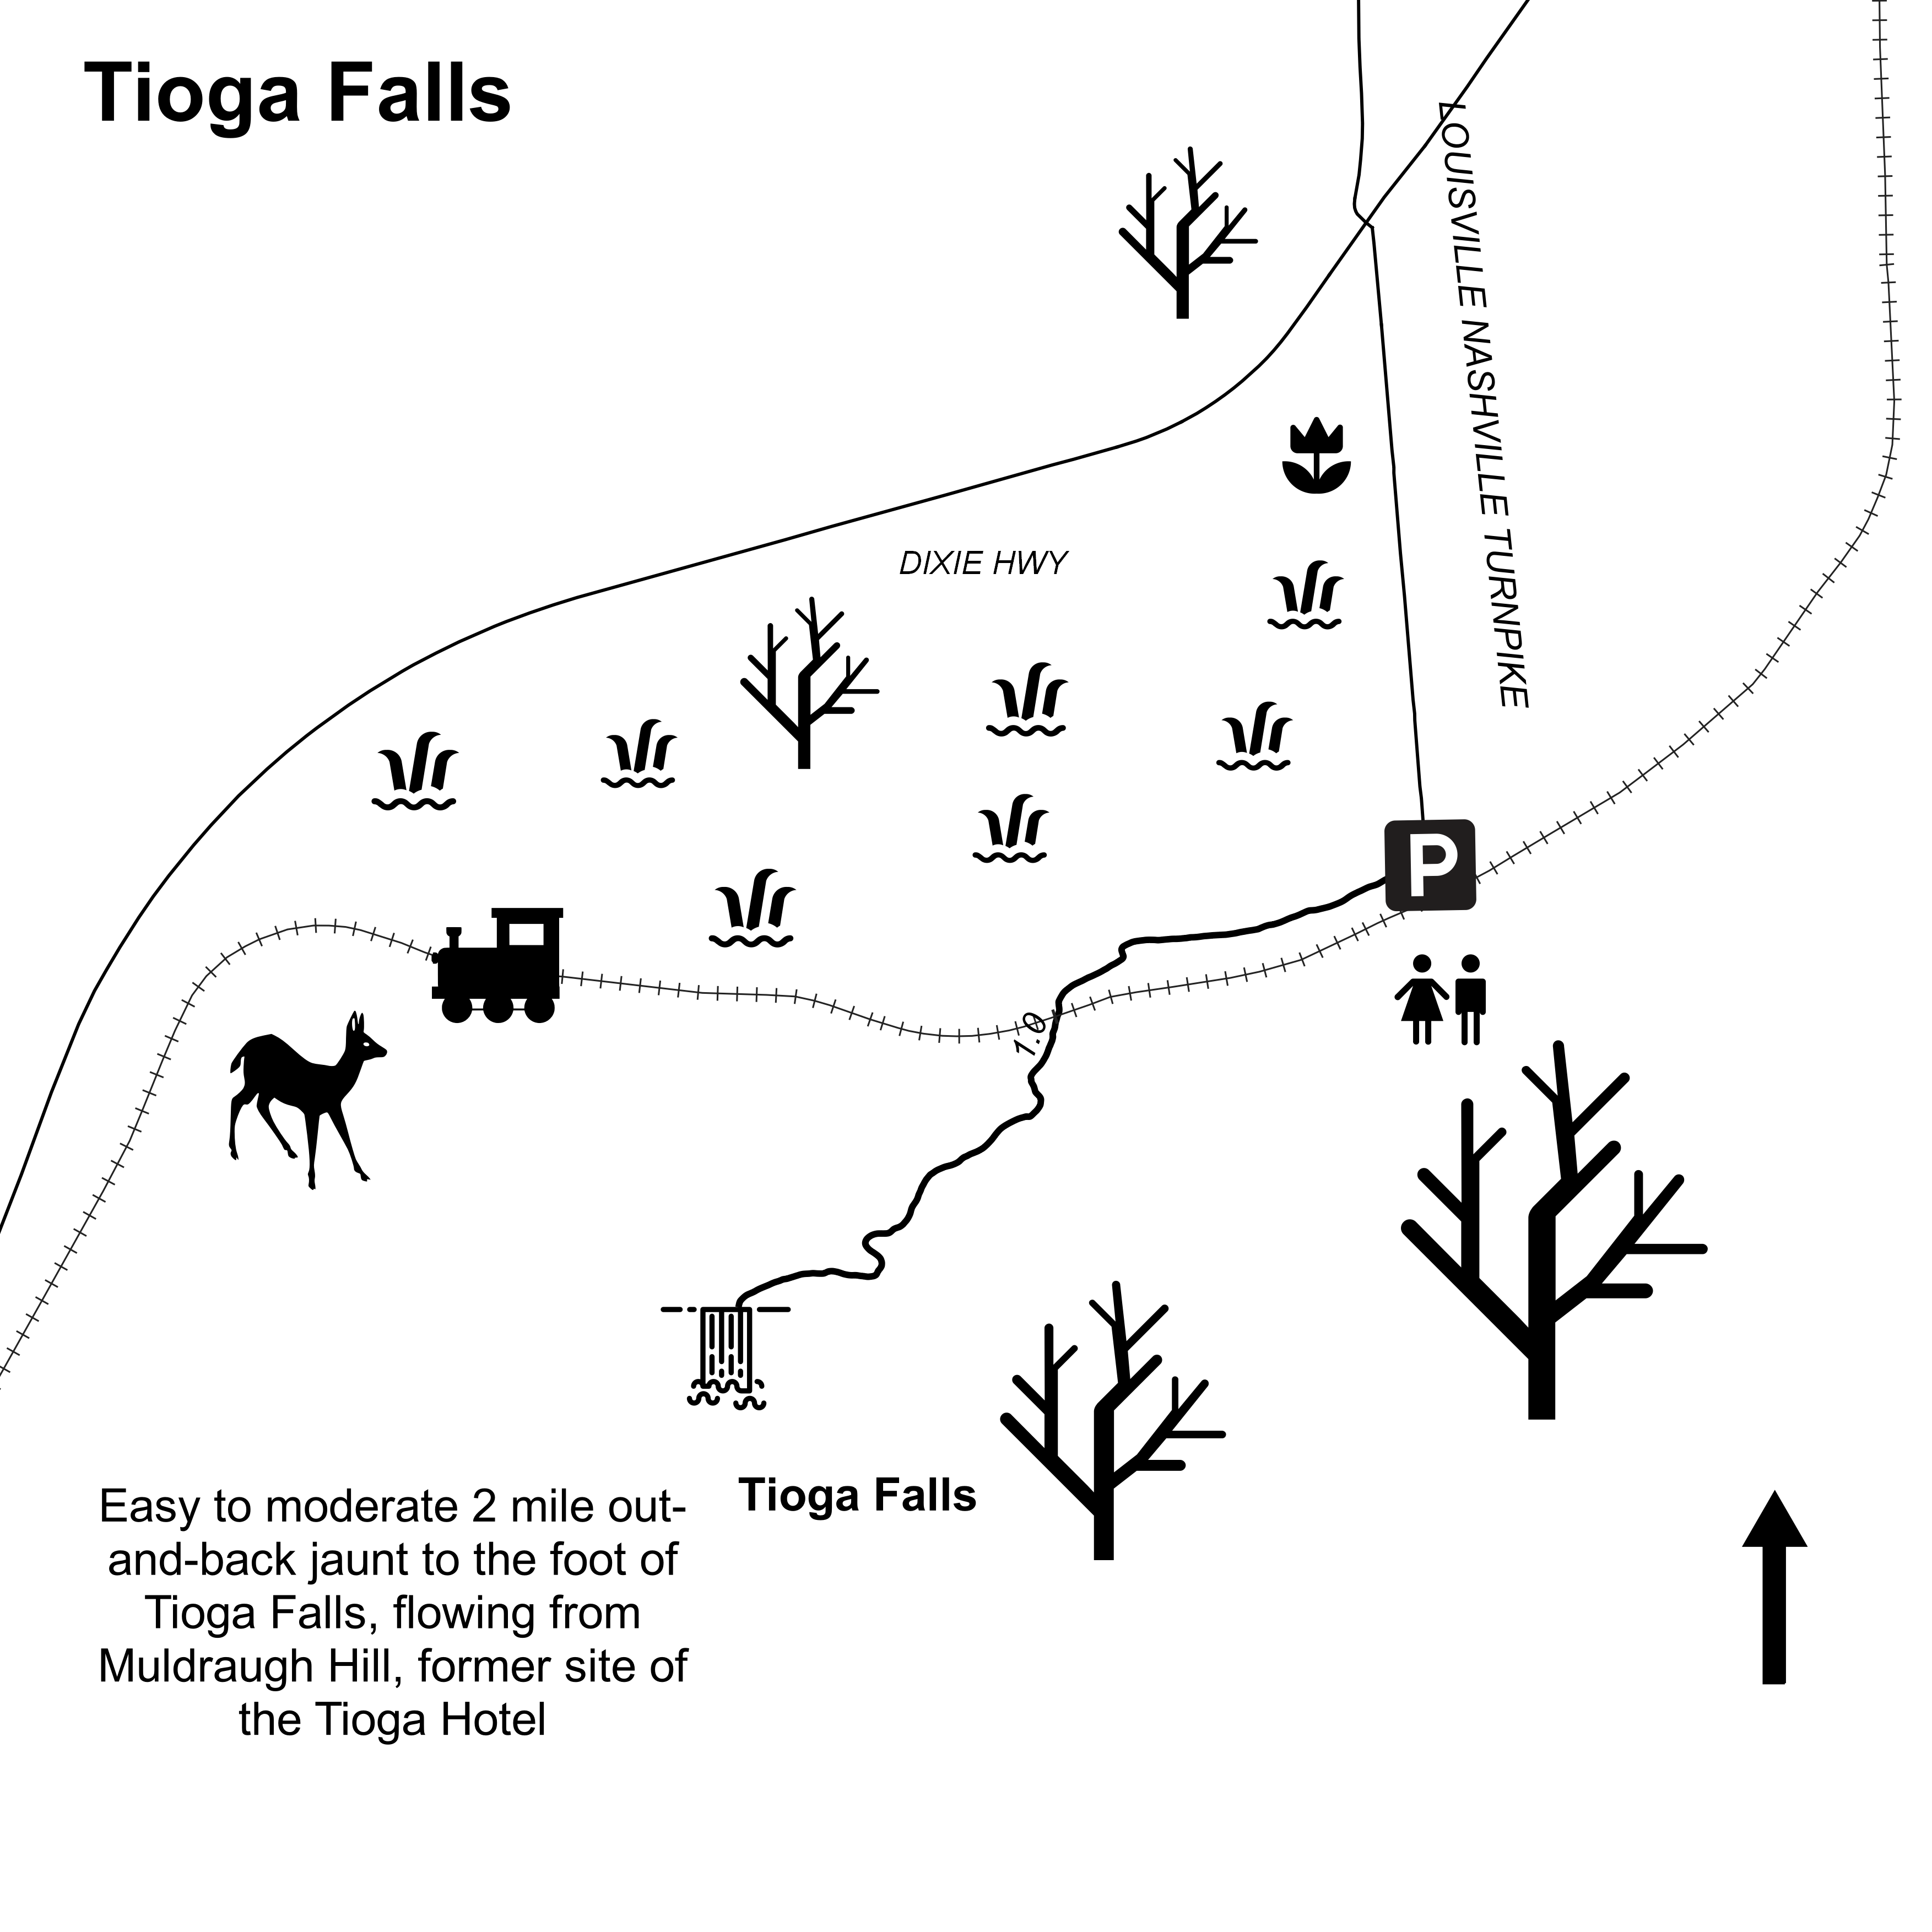 Tioga Falls
LOUISVILLE NASHVILLE TURNPIKE
DIXIE HWY
P
1.0
Tioga Falls
Easy to moderate 2 mile out-
and-back jaunt to the foot of
Tioga Falls, flowing from
Muldraugh Hill, former site of
the Tioga Hotel